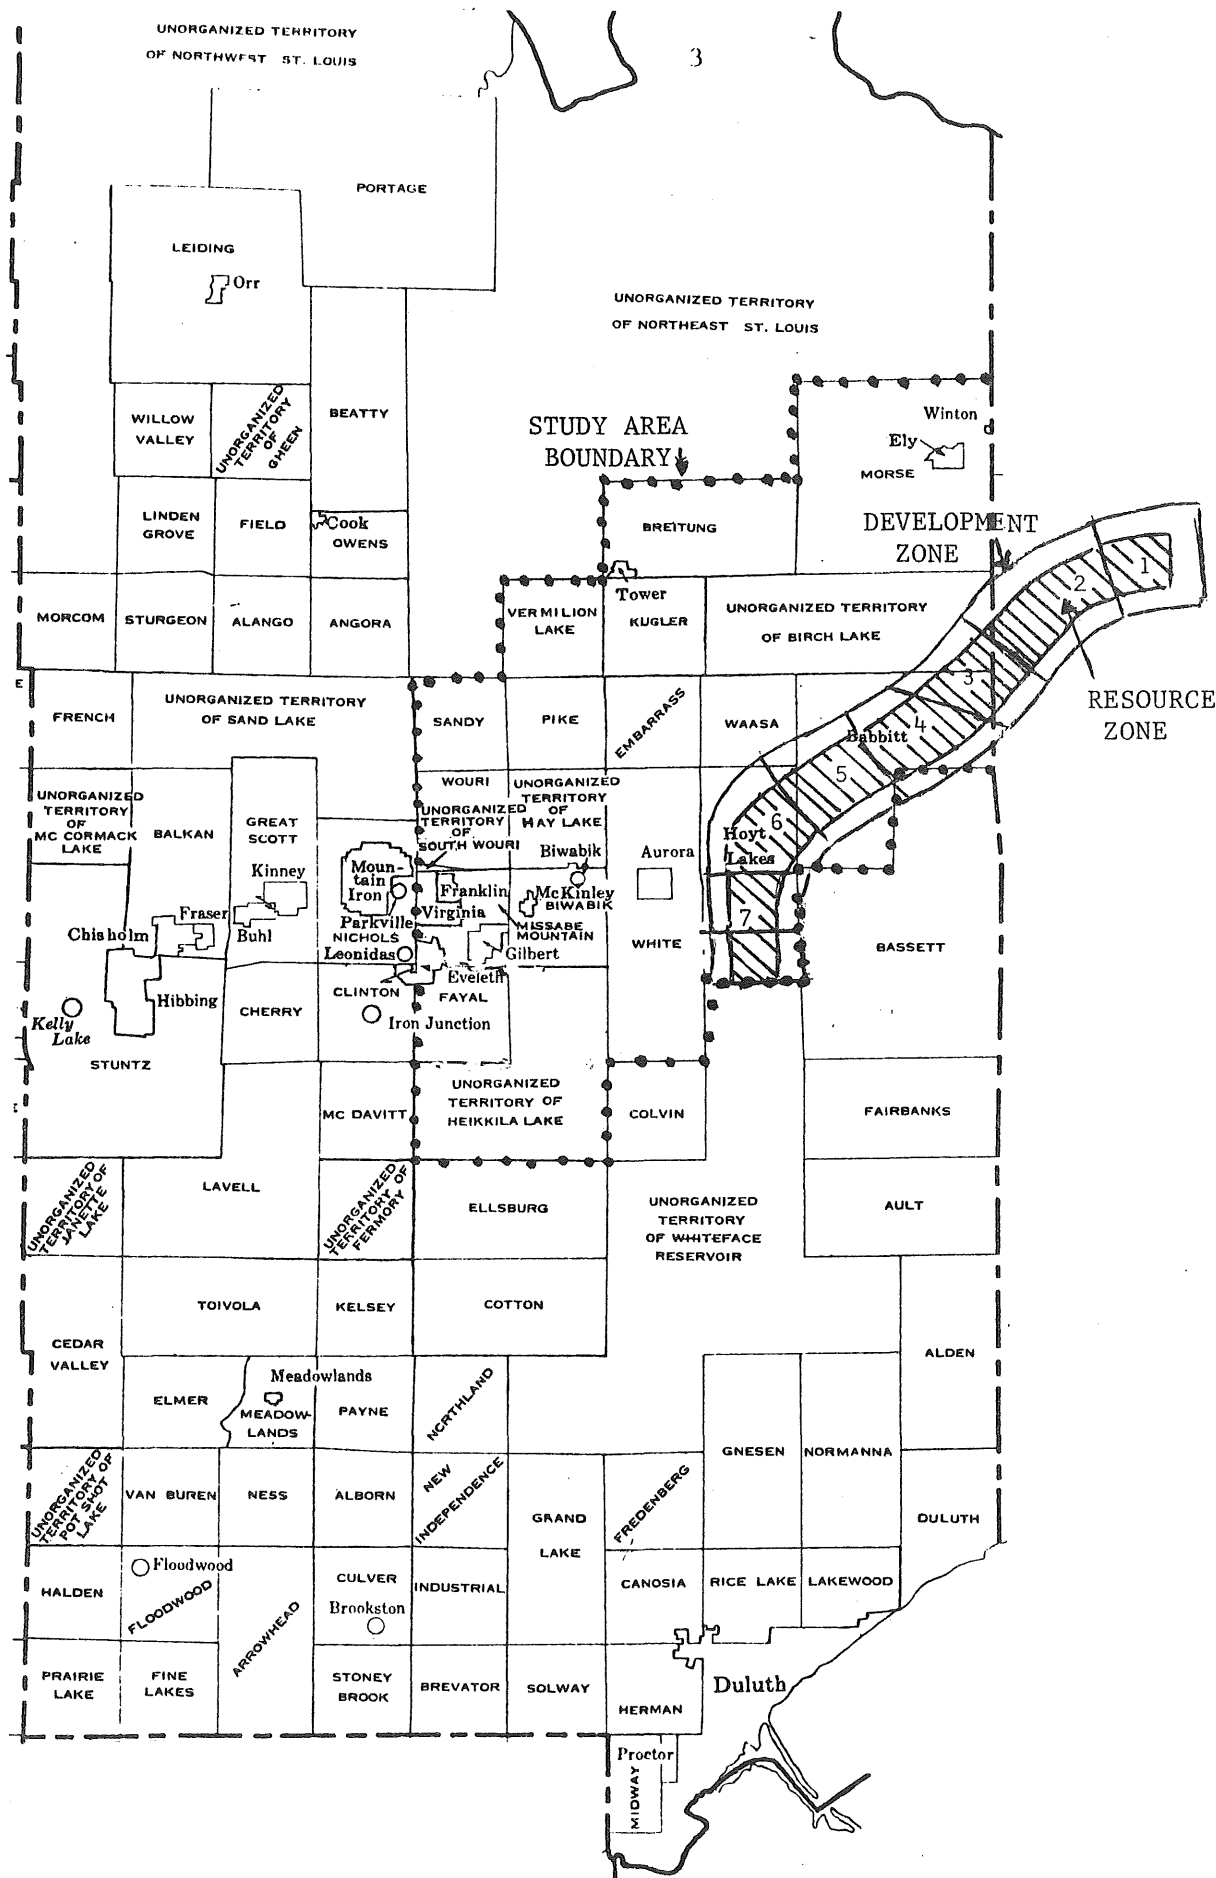 UNORGANIZED TERRITORY
OF NORTHWEST ST. LOUIS
3
PORTAGE
LEIDING
Orr
UNORGANIZED TERRITORY
OF NORTHEAST ST. LOUIS
WILLOW
VALLEY
UNORGANIZED
TERRITORY
OF
GHEEN
BEATTY
STUDY AREA
BOUNDARY
Winton
Ely
MORSE
LINDEN
GROVE
FIELD
Cook
OWENS
BREITUNG
DEVELOPMENT
ZONE
1
2
MORCOM
STURGEON
ALANGO
ANGORA
VERMILION
LAKE
Tower
KUGLER
UNORGANIZED TERRITORY
OF BIRCH LAKE
3
RESOURCE
ZONE
E
FRENCH
UNORGANIZED TERRITORY
OF SAND LAKE
SANDY
PIKE
EMBARRASS
WAASA
Babbitt
4
5
6
UNORGANIZED
TERRITORY
OF
MC CORMACK
LAKE
BALKAN
GREAT
SCOTT
WOURI
UNORGANIZED
TERRITORY
OF
SOUTH WOURI
UNORGANIZED
TERRITORY
OF
HAY LAKE
Hoyt
Lakes
Kinney
Moun-
tain
Iron
Biwabik
Aurora
Franklin
McKinley
BIWABIK
Fraser
Buhl
Parkville
Virginia
MISSABE
MOUNTAIN
7
Chisholm
NICHOLS
Leonidas
Gilbert
WHITE
BASSETT
Eveleth
Hibbing
CLINTON
FAYAL
Kelly
Lake
CHERRY
Iron Junction
STUNTZ
MC DAVITT
UNORGANIZED
TERRITORY OF
HEIKKILA LAKE
COLVIN
FAIRBANKS
UNORGANIZED
TERRITORY OF
JANETTE
LAKE
LAVELL
UNORGANIZED
TERRITORY OF
FERMORY
ELLSBURG
UNORGANIZED
TERRITORY
OF WHITEFACE
RESERVOIR
AULT
TOIVOLA
KELSEY
COTTON
CEDAR
VALLEY
ALDEN
Meadowlands
ELMER
MEADOW-
LANDS
PAYNE
NORTHLAND
GNESEN
NORMANNA
UNORGANIZED
TERRITORY OF
POT SHOT
LAKE
VAN BUREN
NESS
ALBORN
NEW
INDEPENDENCE
GRAND
LAKE
FREDENBERG
DULUTH
HALDEN
Floodwood
FLOODWOOD
ARROWHEAD
CULVER
Brookston
INDUSTRIAL
CANOSIA
RICE LAKE
LAKEWOOD
PRAIRIE
LAKE
FINE
LAKES
STONEY
BROOK
BREVATOR
SOLWAY
HERMAN
Duluth
Proctor
MIDWAY